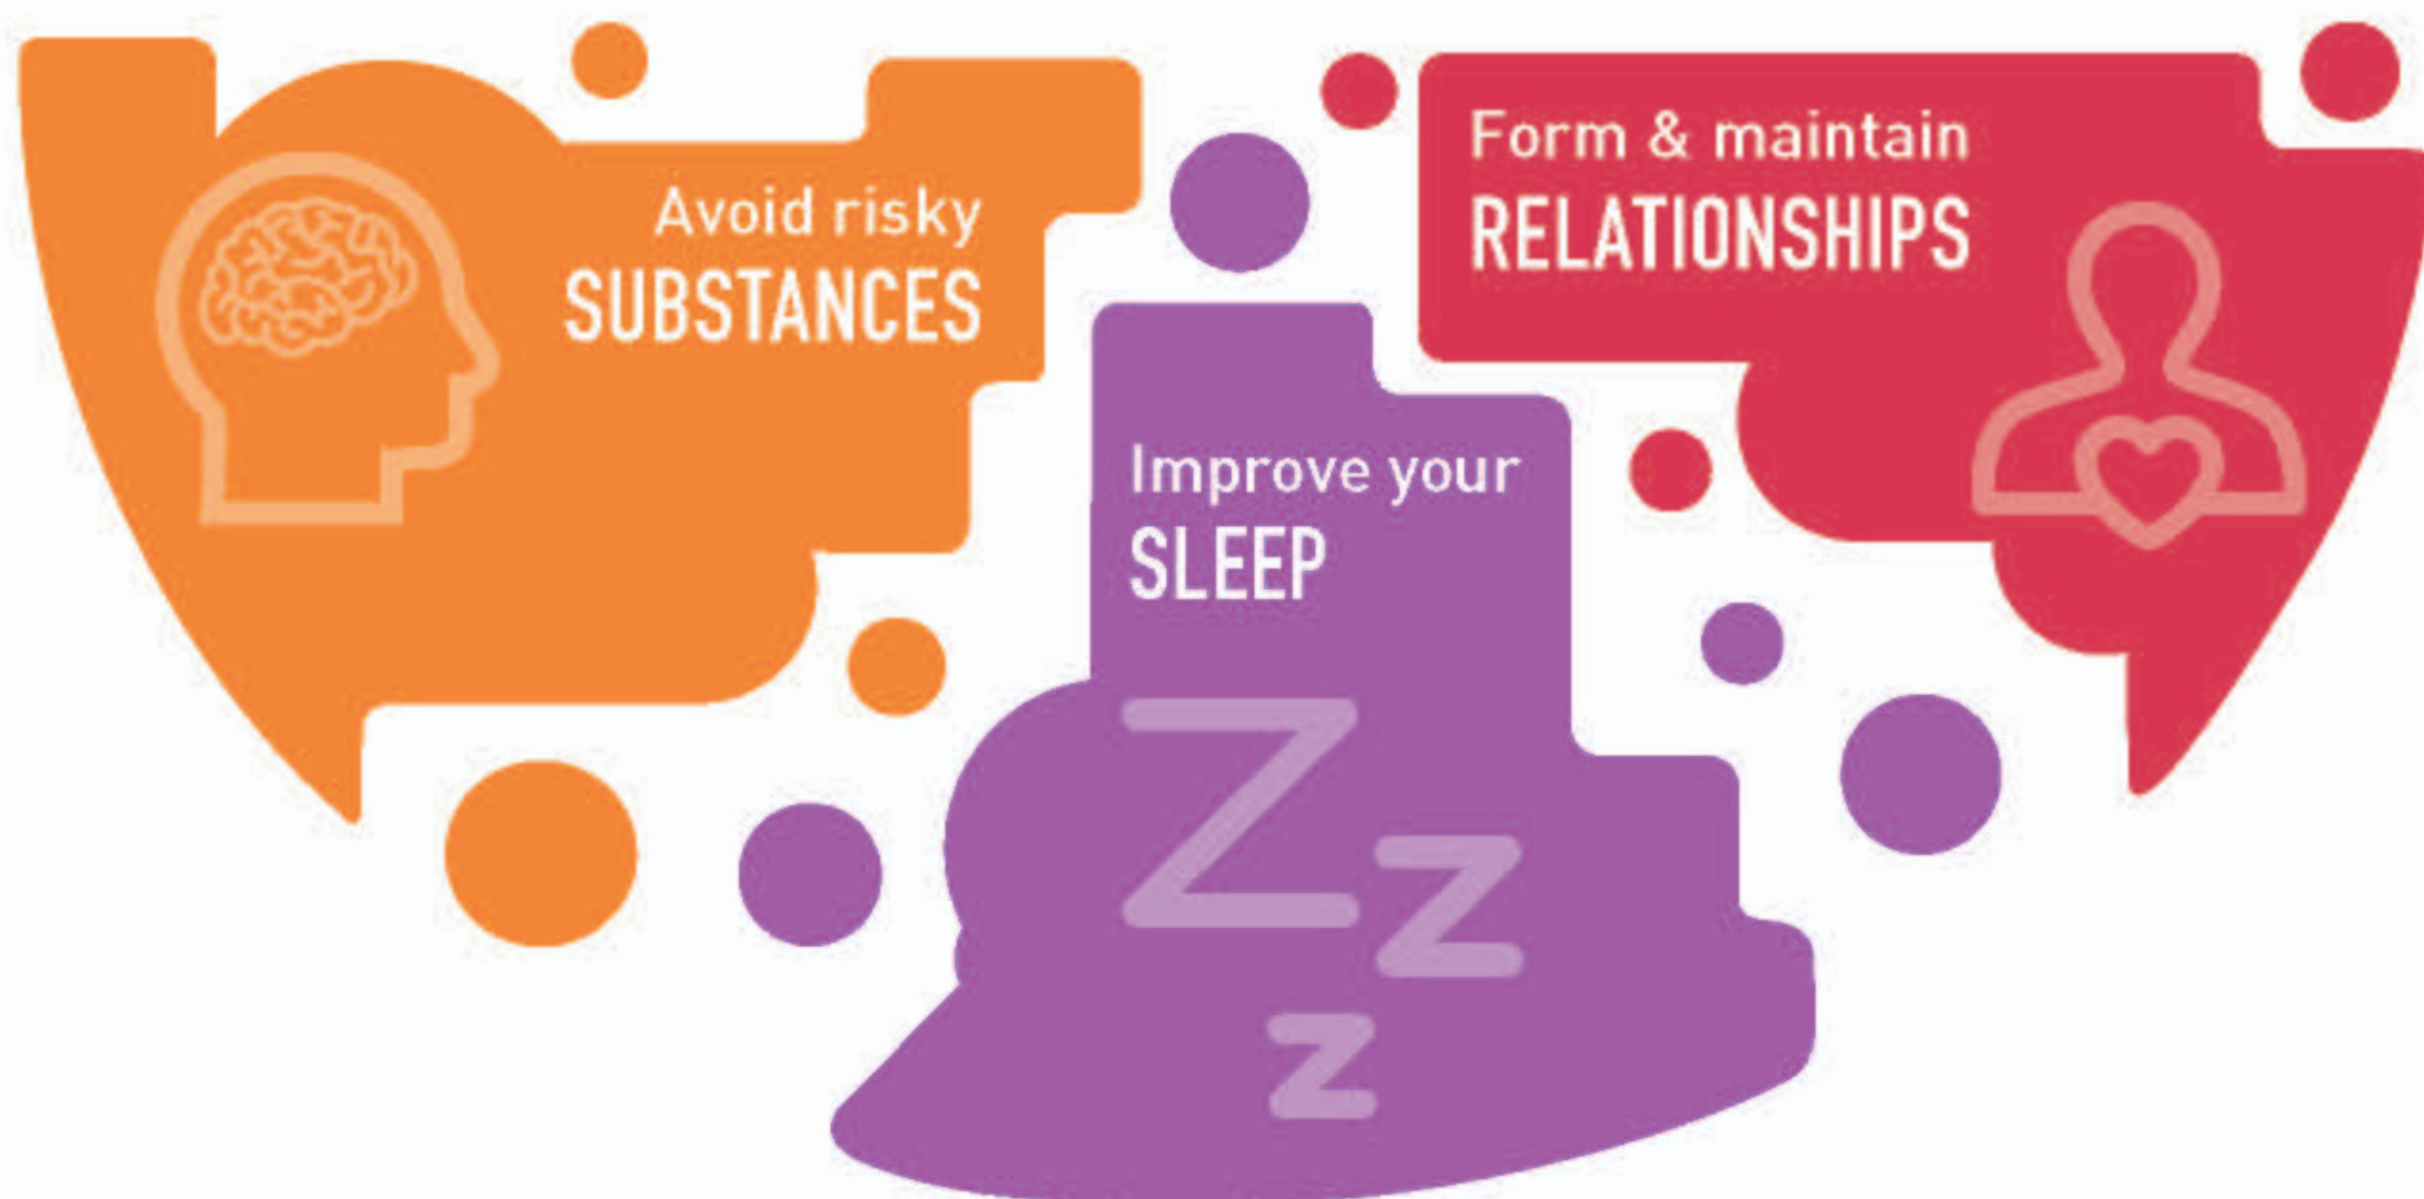 Avoid risky
SUBSTANCES
Form & maintain
RELATIONSHIPS
Improve your
SLEEP
Z
z
z